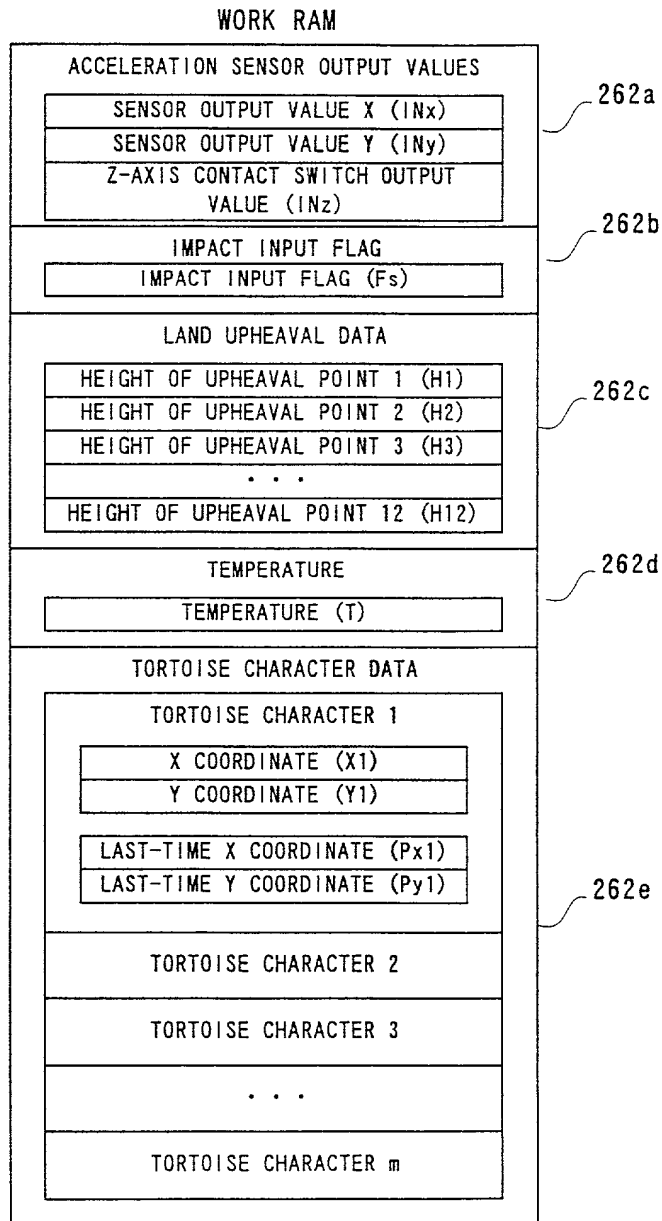 WORK RAM
ACCELERATION SENSOR OUTPUT VALUES
262a
SENSOR OUTPUT VALUE X (INx)
SENSOR OUTPUT VALUE Y (INy)
Z-AXIS CONTACT SWITCH OUTPUT
VALUE (INz)
262b
IMPACT INPUT FLAG
IMPACT INPUT FLAG (Fs)
LAND UPHEAVAL DATA
262c
HEIGHT OF UPHEAVAL POINT 1 (H1)
HEIGHT OF UPHEAVAL POINT 2 (H2)
HEIGHT OF UPHEAVAL POINT 3 (H3)
. . .
HEIGHT OF UPHEAVAL POINT 12 (H12)
262d
TEMPERATURE
TEMPERATURE (T)
TORTOISE CHARACTER DATA
262e
TORTOISE CHARACTER 1
X COORDINATE (X1)
Y COORDINATE (Y1)
LAST-TIME X COORDINATE (Px1)
LAST-TIME Y COORDINATE (Py1)
TORTOISE CHARACTER 2
TORTOISE CHARACTER 3
. . .
TORTOISE CHARACTER m